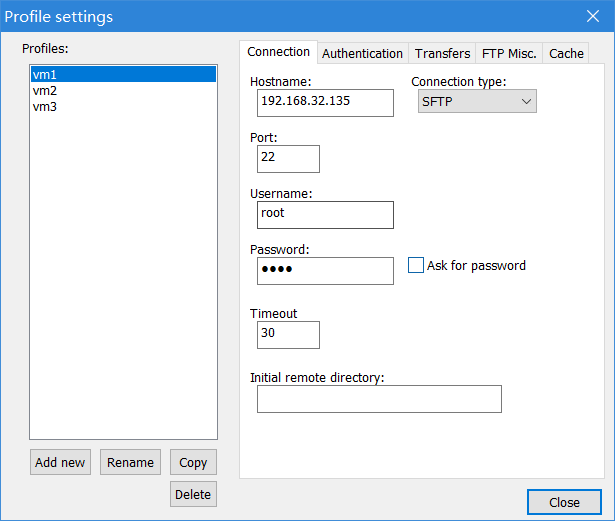 Profile settings
Profiles:
vm1
vm2
vm3
Add new
Rename
Copy
Delete
Connection
Authentication
Transfers
FTP Misc.
Cache
Hostname:
192.168.32.135
Connection type:
SFTP
Port:
22
Username:
root
Password:
●●●●
Ask for password
Timeout
30
Initial remote directory:
Close